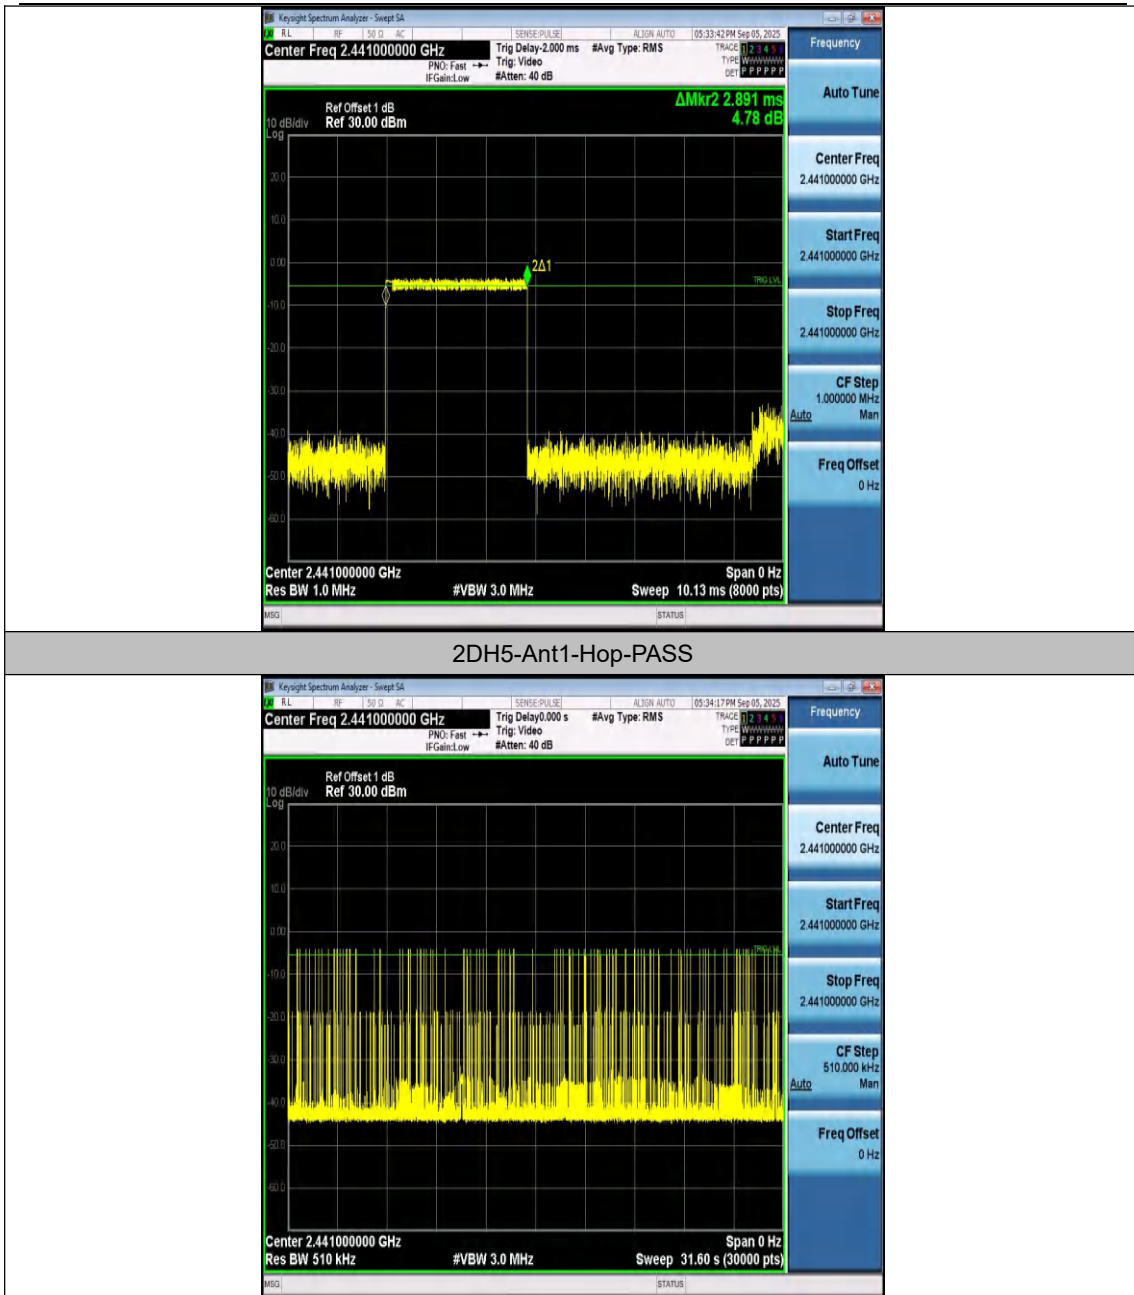 Keysight Spectrum Analyzer - Swept SA
RL RF 50 Ω AC SENSE:PULSE ALIGN AUTO 05:33:42 PM Sep 05, 2025
Center Freq 2.441000000 GHz
Trig Delay-2.000 ms #Avg Type: RMS
PNO: Fast Trig: Video
IFGain:Low #Atten: 40 dB
TRACE 1 2 3 4 5 6
TYPE W
DET P P P P P P
Frequency
Auto Tune
ΔMkr2 2.891 ms
4.78 dB
Ref Offset 1 dB
10 dB/div Ref 30.00 dBm
Log
20.0
10.0
0.00
-10.0
-20.0
-30.0
-40.0
-50.0
-60.0
2Δ1
TRIG LVL
Center Freq
2.441000000 GHz
Start Freq
2.441000000 GHz
Stop Freq
2.441000000 GHz
CF Step
1.000000 MHz
Auto Man
Freq Offset
0 Hz
Center 2.441000000 GHz Span 0 Hz
Res BW 1.0 MHz #VBW 3.0 MHz Sweep 10.13 ms (8000 pts)
MSG STATUS
2DH5-Ant1-Hop-PASS
Keysight Spectrum Analyzer - Swept SA
RL RF 50 Ω AC SENSE:PULSE ALIGN AUTO 05:34:17 PM Sep 05, 2025
Center Freq 2.441000000 GHz
Trig Delay0.000 s #Avg Type: RMS
PNO: Fast Trig: Video
IFGain:Low #Atten: 40 dB
TRACE 1 2 3 4 5 6
TYPE W
DET P P P P P P
Frequency
Auto Tune
Ref Offset 1 dB
10 dB/div Ref 30.00 dBm
Log
20.0
10.0
0.00
-10.0
-20.0
-30.0
-40.0
-50.0
-60.0
TRIG LVL
Center Freq
2.441000000 GHz
Start Freq
2.441000000 GHz
Stop Freq
2.441000000 GHz
CF Step
510.000 kHz
Auto Man
Freq Offset
0 Hz
Center 2.441000000 GHz Span 0 Hz
Res BW 510 kHz #VBW 3.0 MHz Sweep 31.60 s (30000 pts)
MSG STATUS